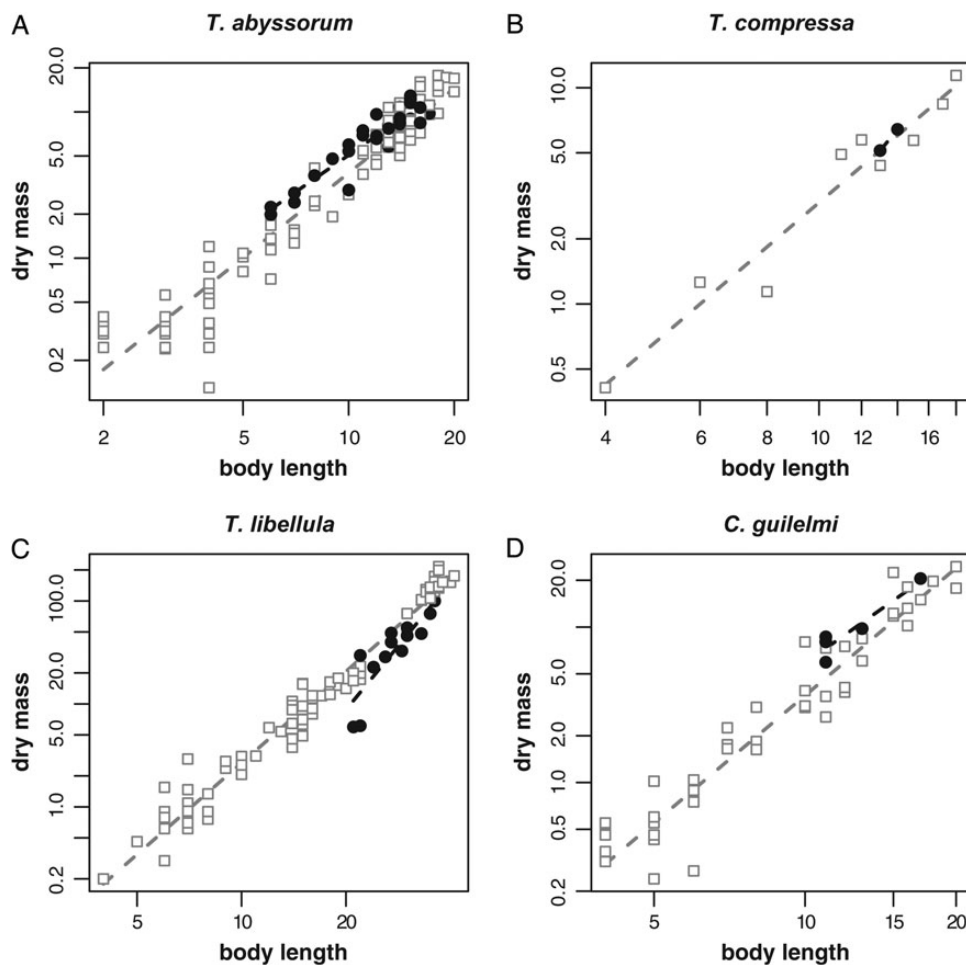 A
T. abyssorum
20.0
5.0
2.0
1.0
0.5
0.2
dry mass
2 5 10 20
body length
B
T. compressa
10.0
5.0
1.0
0.5
dry mass
4 6 8 10 12 16
body length
C
T. libellula
100.0
20.0
5.0
1.0
0.2
dry mass
5 10 20
body length
D
C. guilelmi
20.0
5.0
2.0
1.0
0.5
0.2
dry mass
5 10 15 20
body length